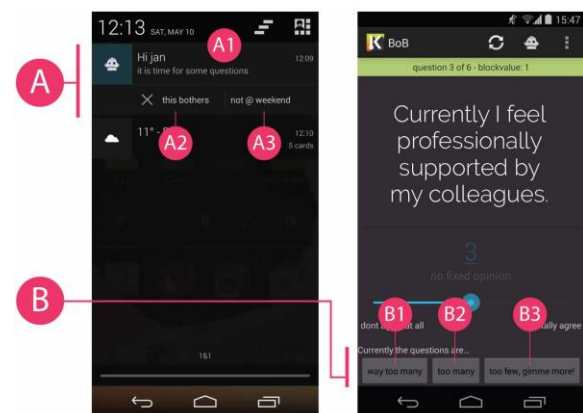 A
12:13 SAT, MAY 10
A1
Hi jan
12:09
it is time for some questions
this bothers
not @ weekend
A2
A3
11° -
12:10
5 cards
B
1&1
15:47
BoB
question 3 of 6 - blockvalue: 1
Currently I feel
professionally
supported by
my colleagues.
3
no fixed opinion
B1
B2
B3
dont at all
agree
Currently the questions are..
way too many
too many
too few, gimme more!